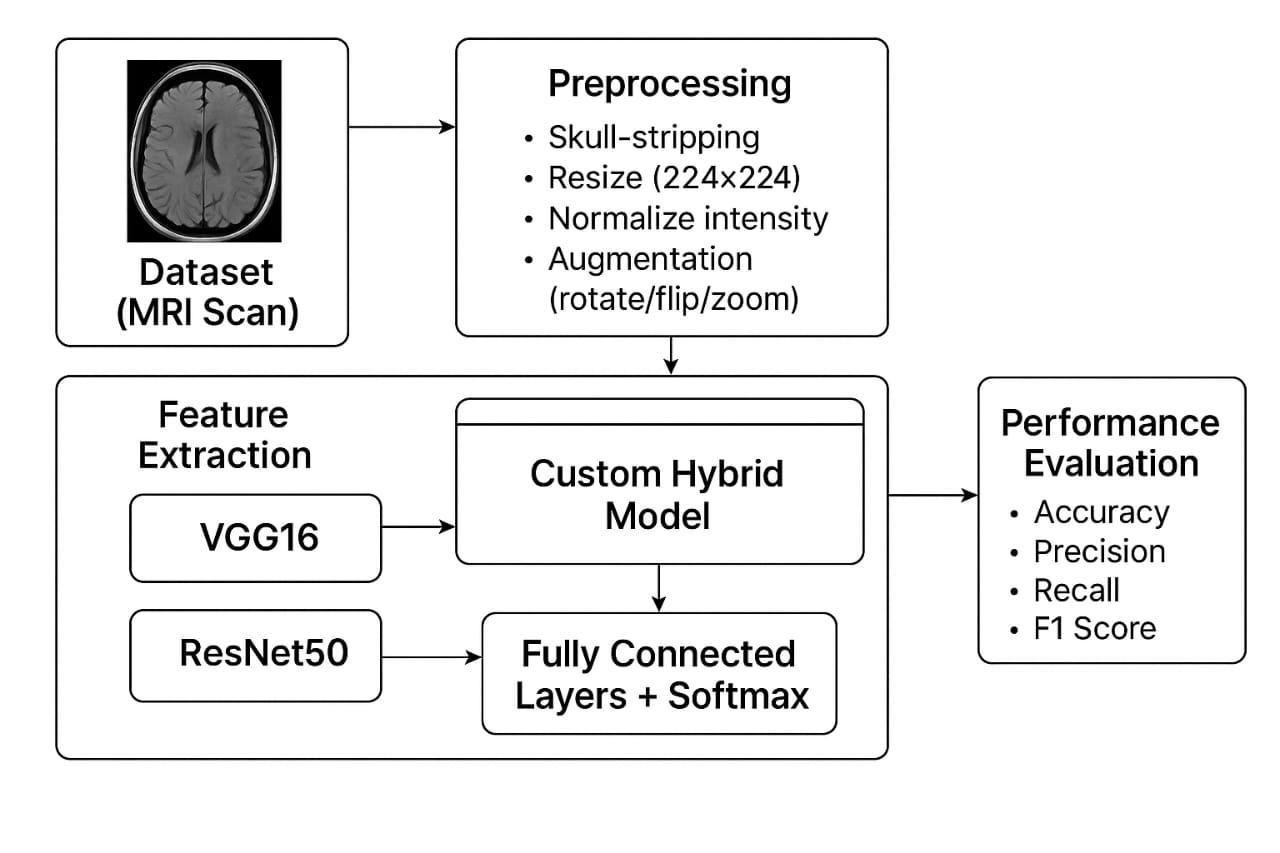 Dataset
(MRI Scan)
Preprocessing
• Skull-stripping
• Resize (224×224)
• Normalize intensity
• Augmentation
(rotate/flip/zoom)
Feature
Extraction
VGG16
ResNet50
Custom Hybrid
Model
Fully Connected
Layers + Softmax
Performance
Evaluation
• Accuracy
• Precision
• Recall
• F1 Score